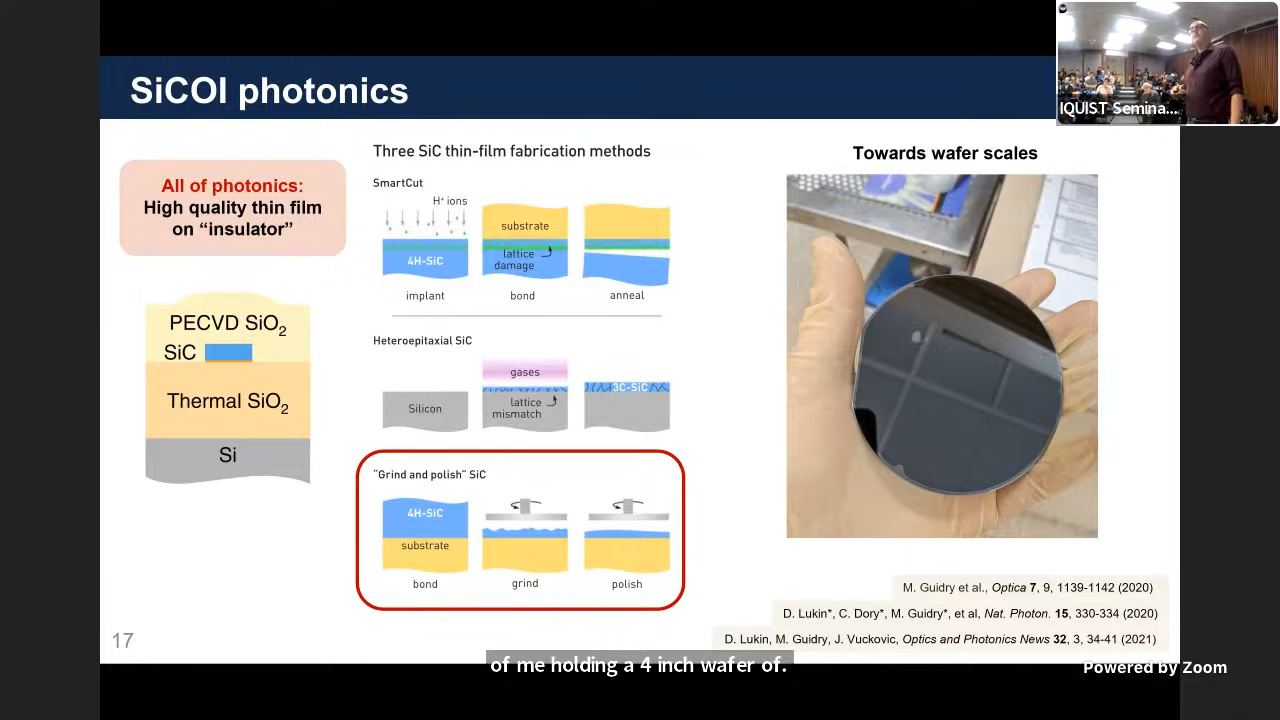 SiCOI photonics
IQUIST Semina...
All of photonics:
High quality thin film
on “insulator”
PECVD SiO2
SiC
Thermal SiO2
Si
Three SiC thin-film fabrication methods
SmartCut
H+ ions
4H-SiC
substrate
lattice
damage
implant
bond
anneal
Heteroepitaxial SiC
Silicon
gases
lattice
mismatch
3C-SiC
"Grind and polish" SiC
4H-SiC
substrate
bond
grind
polish
Towards wafer scales
M. Guidry et al., Optica 7, 9, 1139-1142 (2020)
D. Lukin*, C. Dory*, M. Guidry*, et al, Nat. Photon. 15, 330-334 (2020)
D. Lukin, M. Guidry, J. Vuckovic, Optics and Photonics News 32, 3, 34-41 (2021)
17
of me holding a 4 inch wafer of.
Powered by Zoom